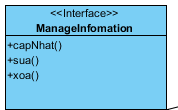 <<Interface>>
ManageInfomation
+capNhat()
+sua()
+xoa()